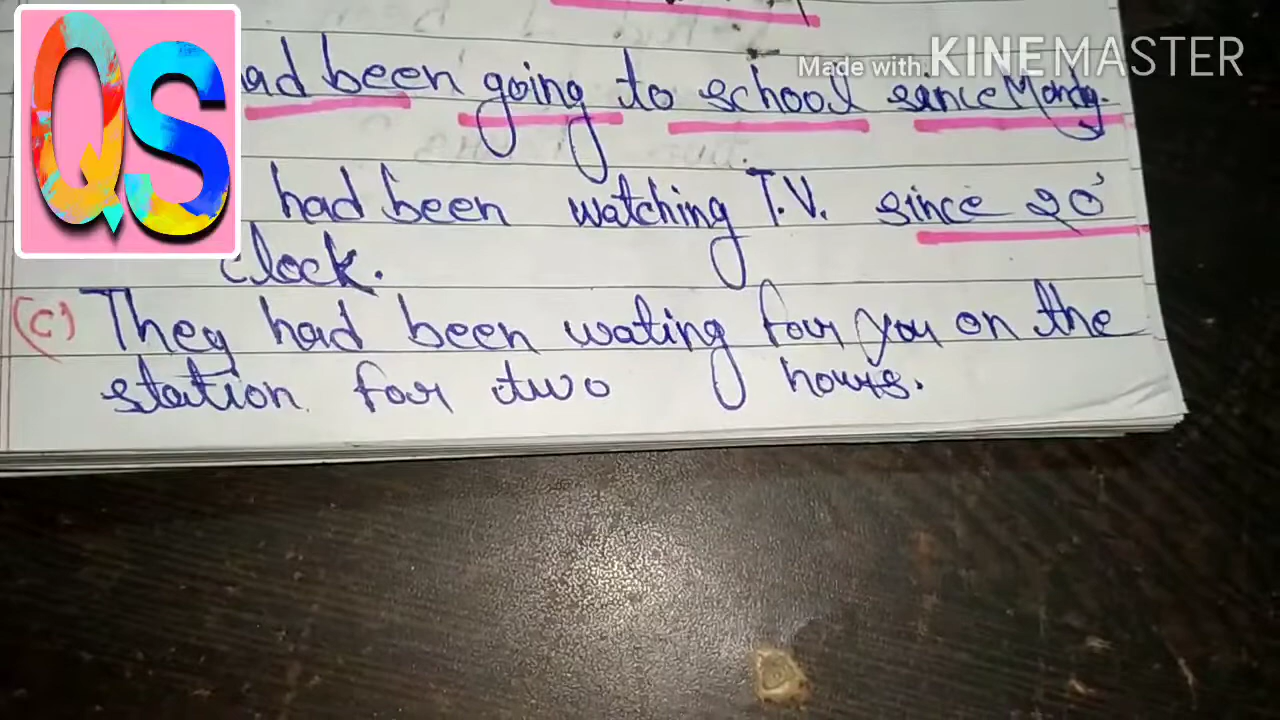 QS
Made with KINEMASTER
ad been going to school since Monday.
had been watching T.V. since 2 O'
clock.
(C) They had been wating for you on the
station for two hours.